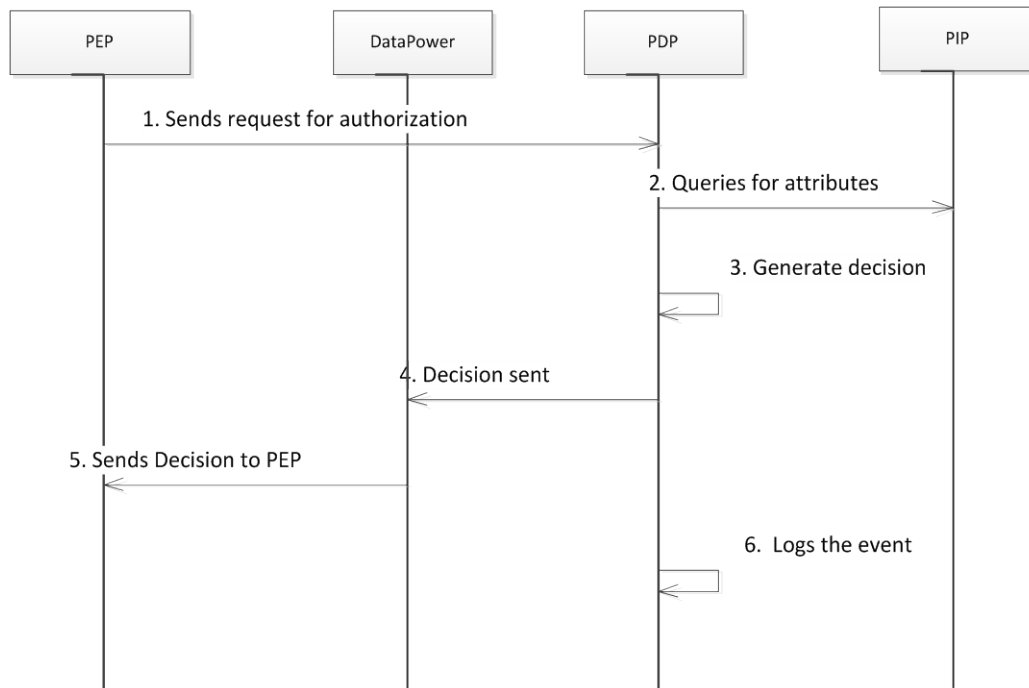 PEP
DataPower
PDP
PIP
1. Sends request for authorization
2. Queries for attributes
3. Generate decision
4. Decision sent
5. Sends Decision to PEP
6. Logs the event